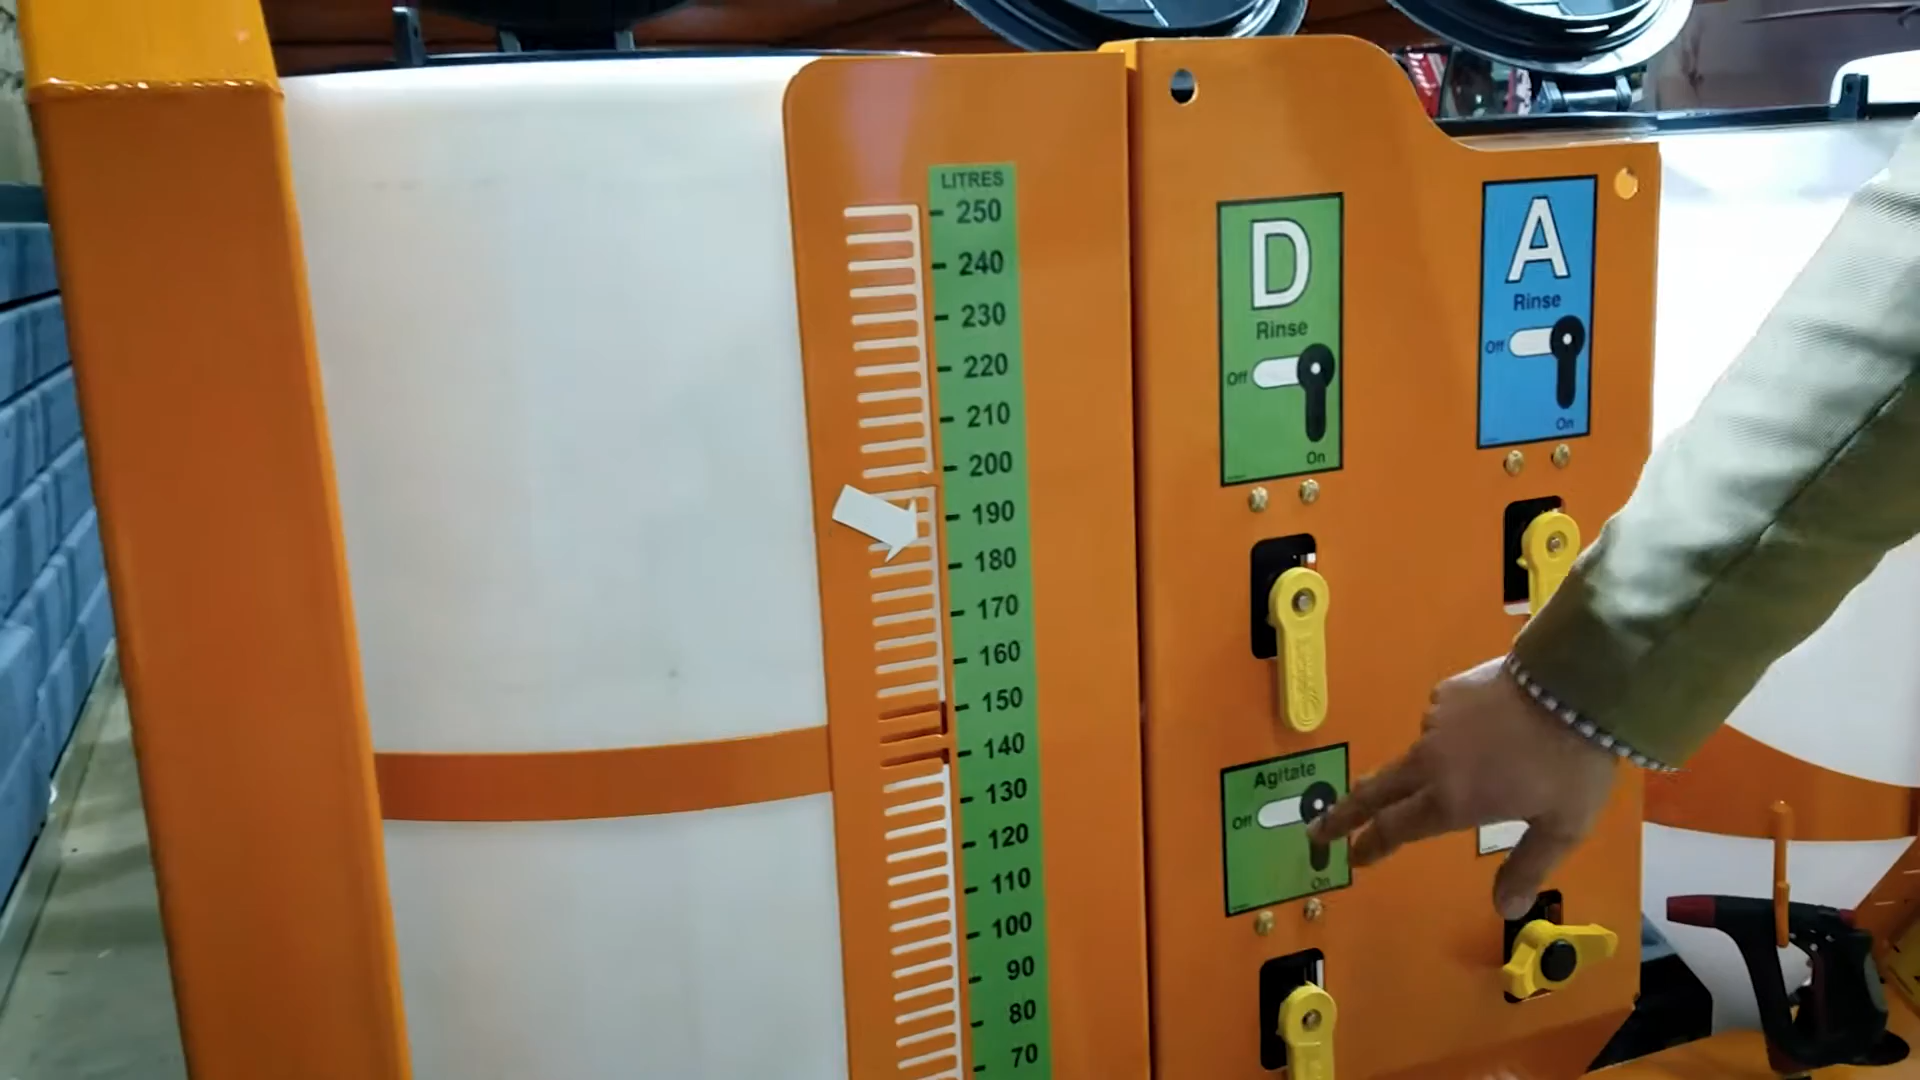 LITRES
250
240
230
220
210
200
190
180
170
160
150
140
130
120
110
100
90
80
70
D
Rinse
Off
On
A
Rinse
Off
On
Agitate
Off
On